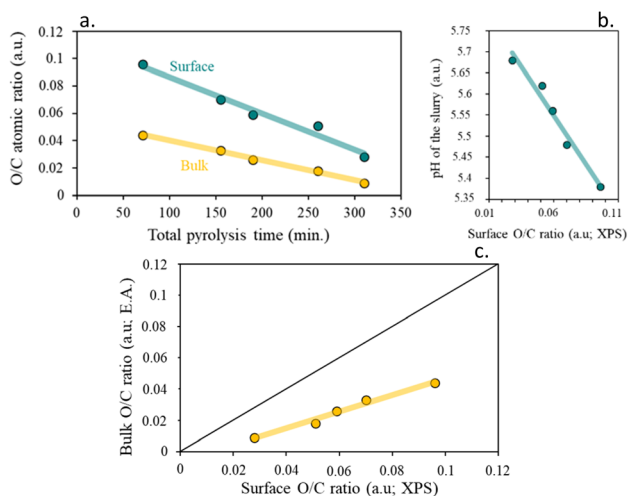 a.
O/C atomic ratio (a.u.)
0.12
0.1
0.08
0.06
0.04
0.02
0
Surface
Bulk
0 50 100 150 200 250 300 350
Total pyrolysis time (min.)
b.
pH of the slurry (a.u.)
5.75
5.7
5.65
5.6
5.55
5.5
5.45
5.4
5.35
0.01 0.06 0.11
Surface O/C ratio (a.u; XPS)
c.
Bulk O/C ratio (a.u; E.A.)
0.12
0.1
0.08
0.06
0.04
0.02
0
0 0.02 0.04 0.06 0.08 0.1 0.12
Surface O/C ratio (a.u; XPS)